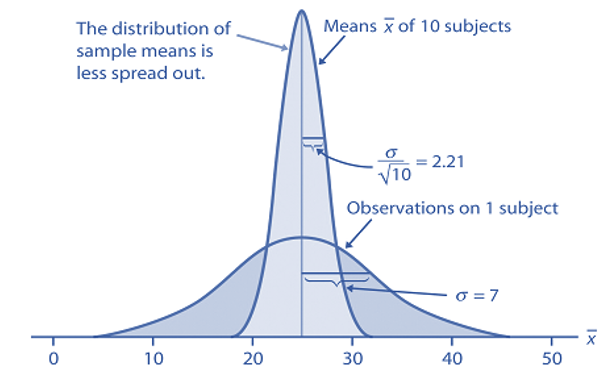 The distribution of
sample means is
less spread out.
Means x̅ of 10 subjects
σ/√10 = 2.21
Observations on 1 subject
σ = 7
x̅
0 10 20 30 40 50